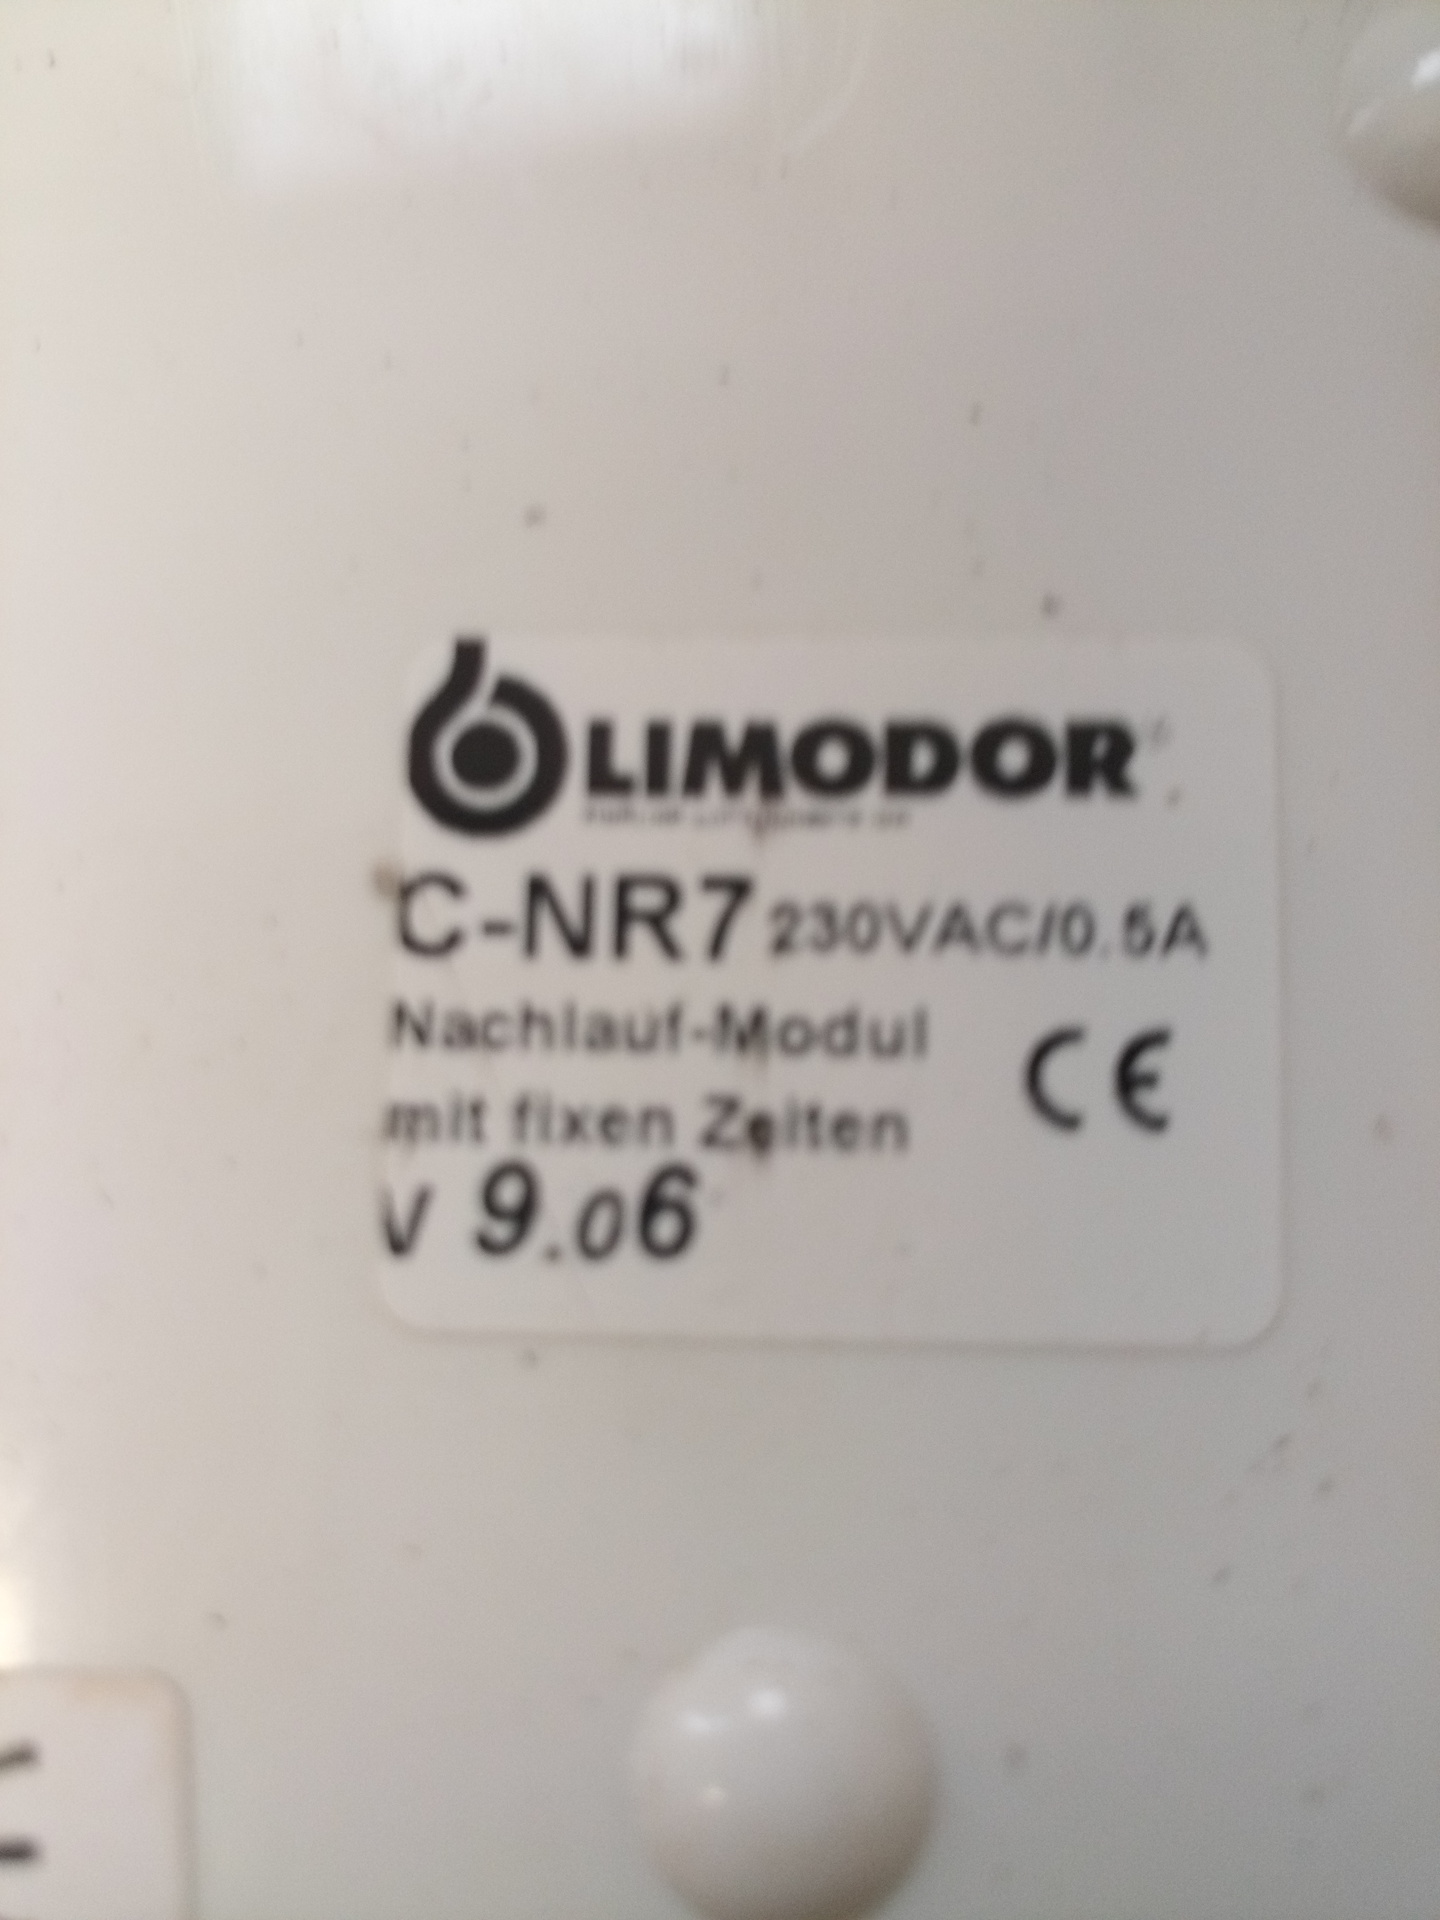 LIMODOR
C-NR7 230VAC/0.5A
Nachlauf-Modul
mit fixen Zeiten
CE
V 9.06